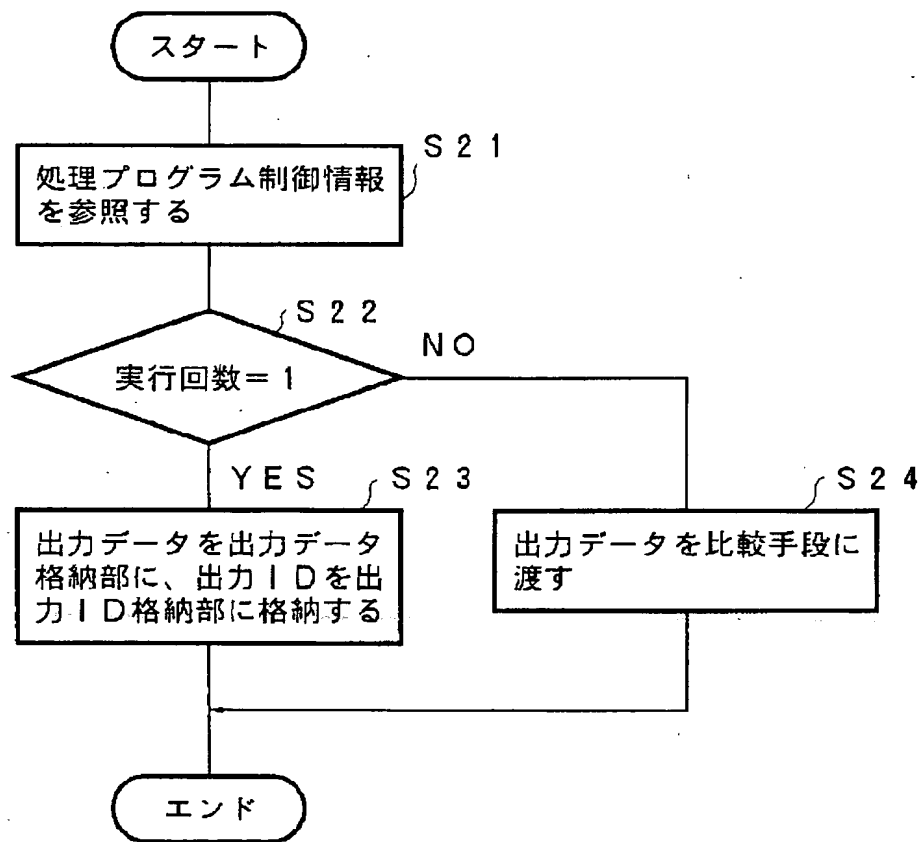 スタート
S21
処理プログラム制御情報
を参照する
S22
実行回数=1
NO
YES
S23
出力データを出力データ
格納部に、出力IDを出
力ID格納部に格納する
S24
出力データを比較手段に
渡す
エンド